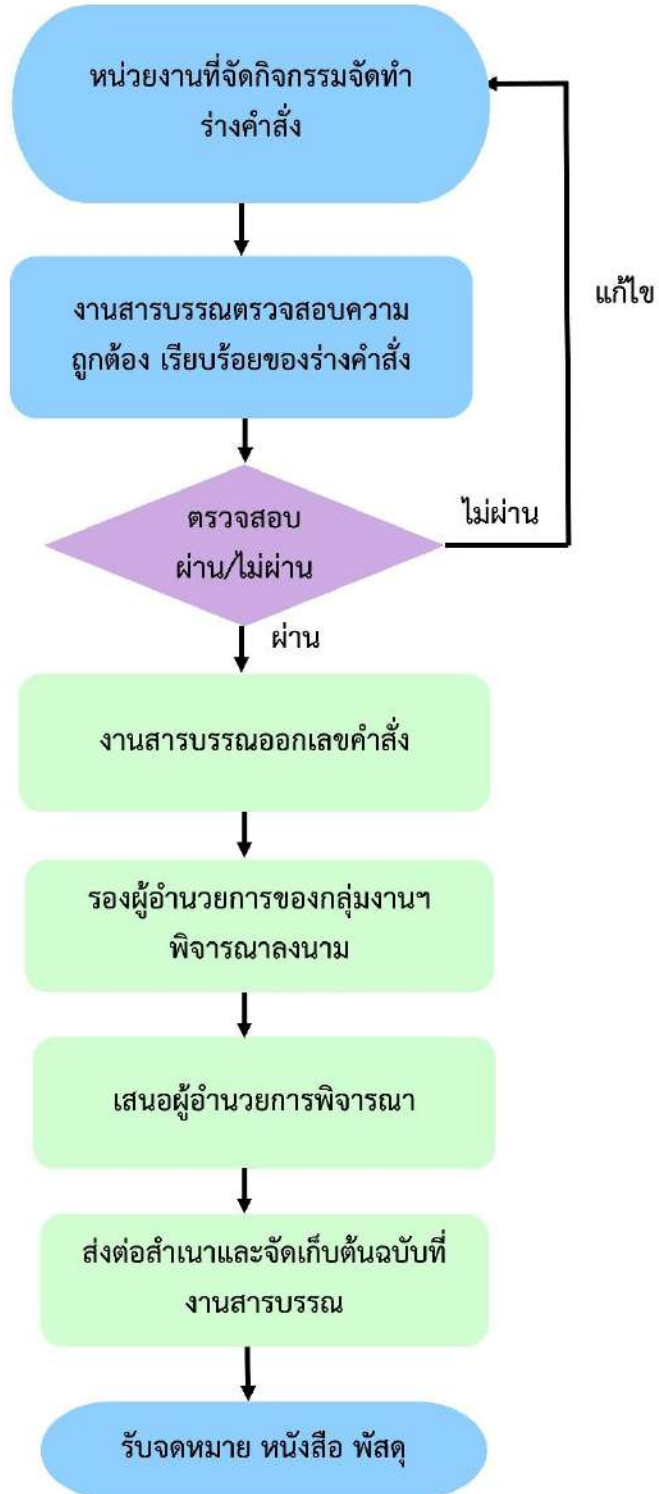 หน่วยงานที่จัดกิจกรรมจัดทำ
ร่างคำสั่ง
แก้ไข
งานสารบรรณตรวจสอบความ
ถูกต้อง เรียบร้อยของร่างคำสั่ง
ไม่ผ่าน
ตรวจสอบ
ผ่าน/ไม่ผ่าน
ผ่าน
งานสารบรรณออกเลขคำสั่ง
รองผู้อำนวยการของกลุ่มงานฯ
พิจารณาลงนาม
เสนอผู้อำนวยการพิจารณา
ส่งต่อสำเนาและจัดเก็บต้นฉบับที่
งานสารบรรณ
รับจดหมาย หนังสือ พัสดุ